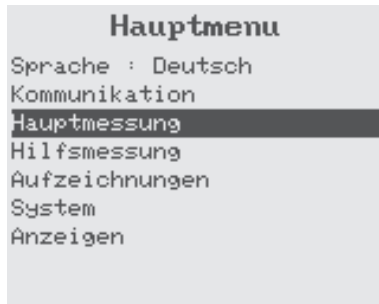 Hauptmenu
Sprache : Deutsch
Kommunikation
Hauptmessung
Hilfsmessung
Aufzeichnungen
System
Anzeigen